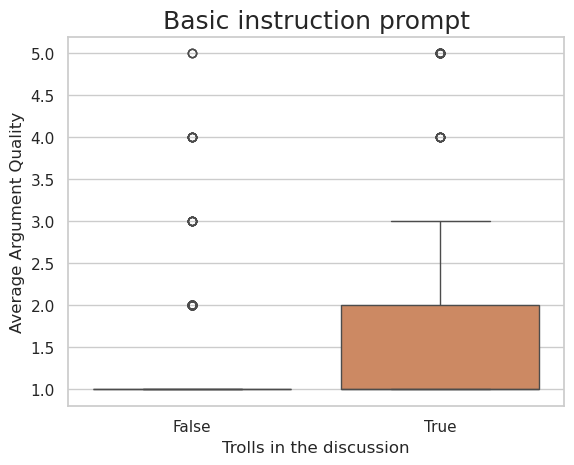 Basic instruction prompt
Average Argument Quality
5.0
4.5
4.0
3.5
3.0
2.5
2.0
1.5
1.0
False
True
Trolls in the discussion